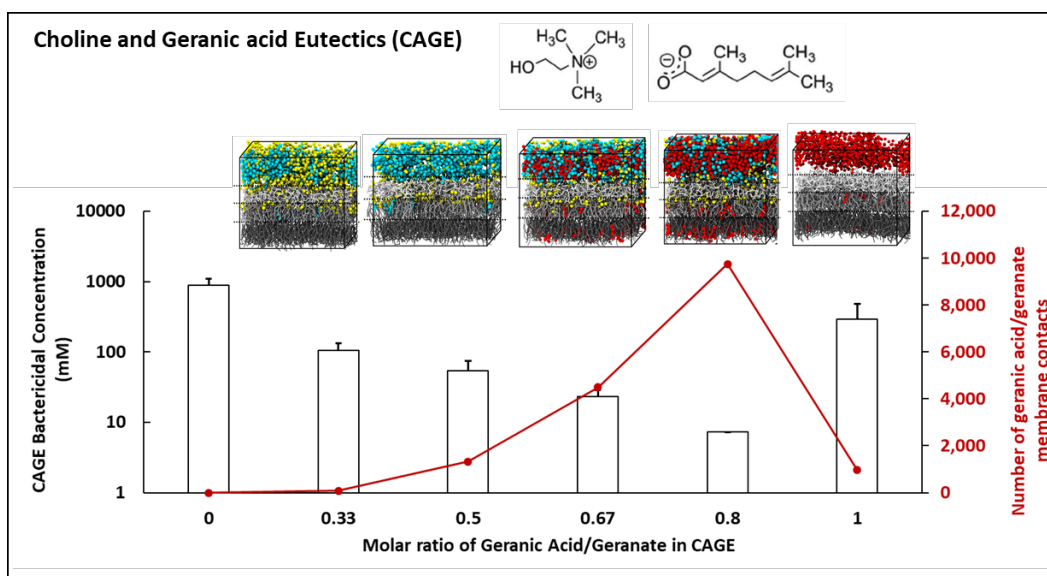 Choline and Geranic acid Eutectics (CAGE)
H₃C
CH₃
HO
N⊕
CH₃
CH₃
⊖
O
O
CH₃
CH₃
CH₃
CAGE Bactericidal Concentration
(mM)
10000
1000
100
10
1
12,000
10,000
8,000
6,000
4,000
2,000
0
Number of geranic acid/geranate
membrane contacts
0 0.33 0.5 0.67 0.8 1
Molar ratio of Geranic Acid/Geranate in CAGE